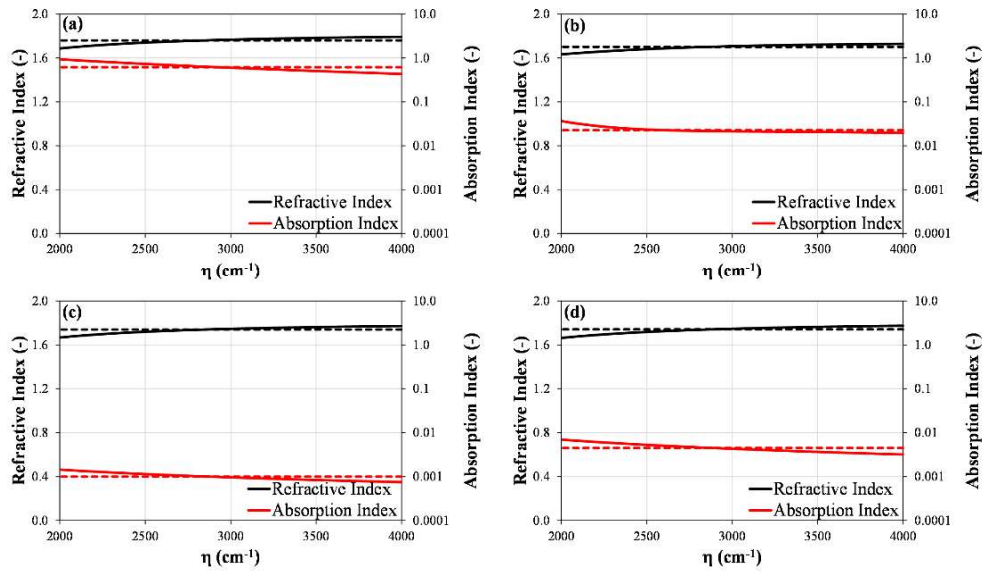 (a)
2.0
1.6
1.2
0.8
0.4
0.0
Refractive Index (-)
10.0
1.0
0.1
0.01
0.001
0.0001
Absorption Index (-)
Refractive Index
Absorption Index
2000 2500 3000 3500 4000
η (cm⁻¹)
(b)
2.0
1.6
1.2
0.8
0.4
0.0
Refractive Index (-)
10.0
1.0
0.1
0.01
0.001
0.0001
Absorption Index (-)
Refractive Index
Absorption Index
2000 2500 3000 3500 4000
η (cm⁻¹)
(c)
2.0
1.6
1.2
0.8
0.4
0.0
Refractive Index (-)
10.0
1.0
0.1
0.01
0.001
0.0001
Absorption Index (-)
Refractive Index
Absorption Index
2000 2500 3000 3500 4000
η (cm⁻¹)
(d)
2.0
1.6
1.2
0.8
0.4
0.0
Refractive Index (-)
10.0
1.0
0.1
0.01
0.001
0.0001
Absorption Index (-)
Refractive Index
Absorption Index
2000 2500 3000 3500 4000
η (cm⁻¹)